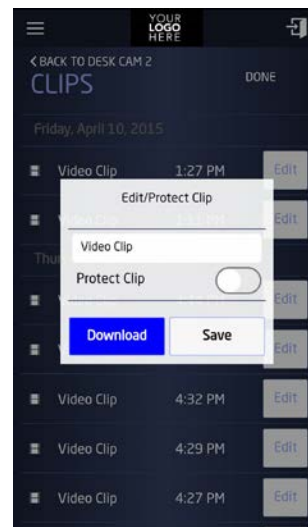 YOUR
LOGO
HERE
BACK TO DESK CAM 2
CLIPS DONE
Friday, April 10, 2015
Video Clip 1:27 PM Edit
Edit
Edit/Protect Clip
Video Clip
Protect Clip
Download Save
Edit
Edit
Video Clip 4:32 PM Edit
Video Clip 4:29 PM Edit
Video Clip 4:27 PM Edit